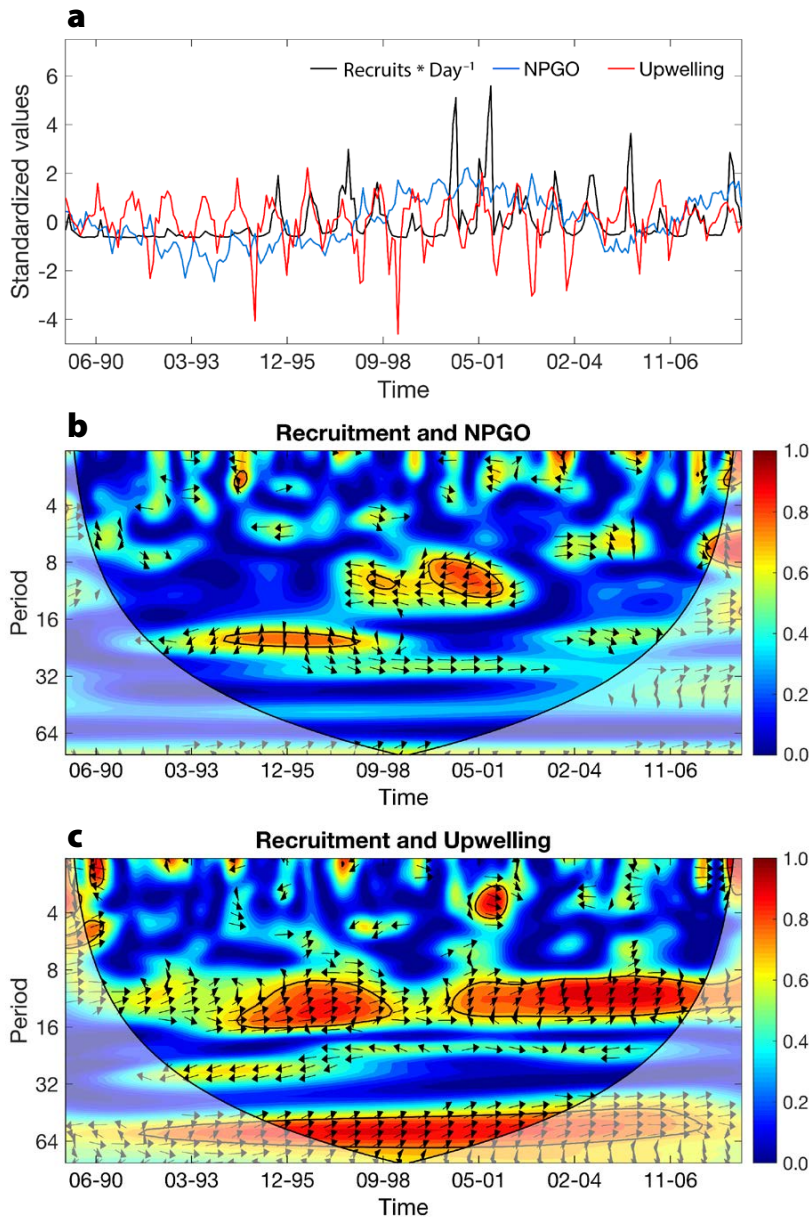 a
Recruits * Day⁻¹ NPGO Upwelling
Standardized values
6
4
2
0
-2
-4
06-90 03-93 12-95 09-98 05-01 02-04 11-06
Time
b
Recruitment and NPGO
Period
4
8
16
32
64
1.0
0.8
0.6
0.4
0.2
0.0
06-90 03-93 12-95 09-98 05-01 02-04 11-06
Time
c
Recruitment and Upwelling
Period
4
8
16
32
64
1.0
0.8
0.6
0.4
0.2
0.0
06-90 03-93 12-95 09-98 05-01 02-04 11-06
Time